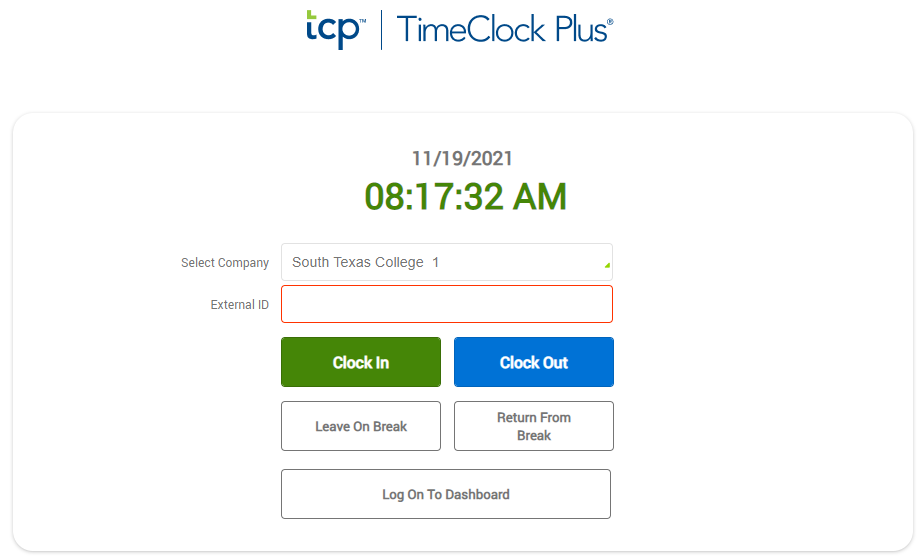 tcp™ | TimeClock Plus®
11/19/2021
08:17:32 AM
Select Company South Texas College 1
External ID
Clock In Clock Out
Leave On Break Return From
Break
Log On To Dashboard